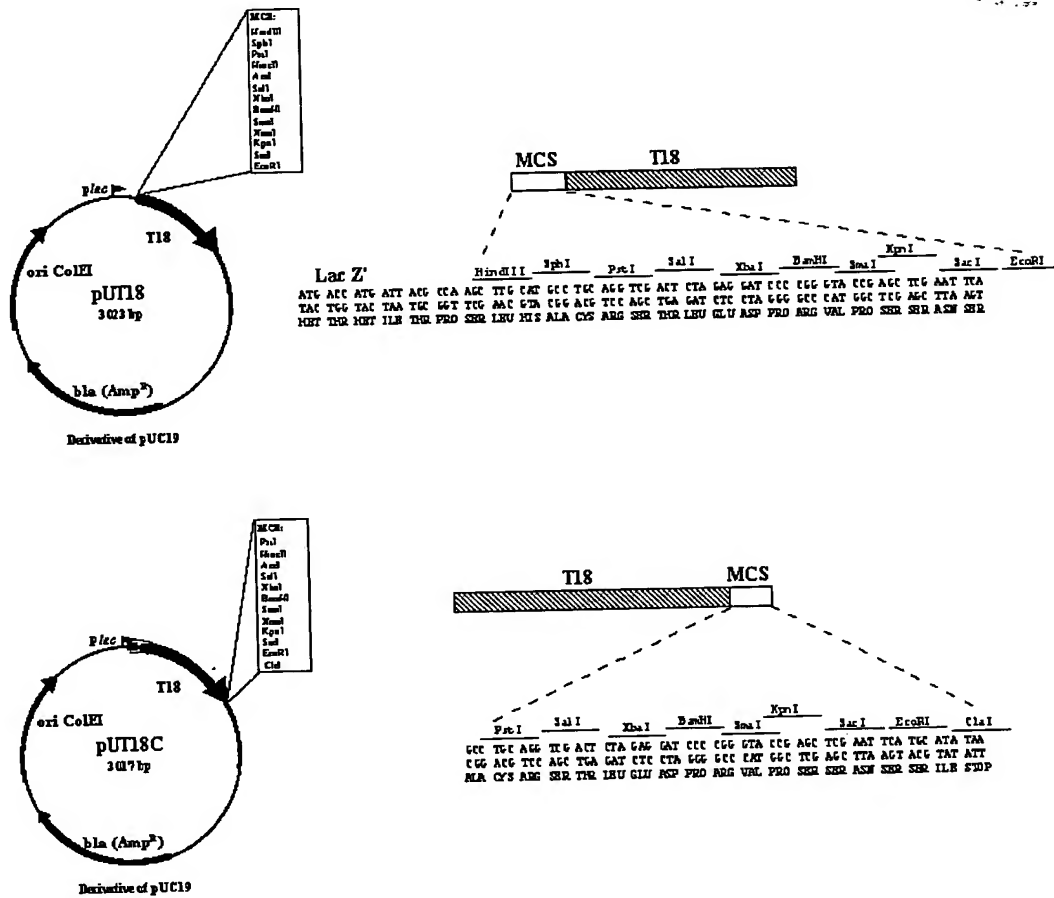 MCS:
HindIII
SphI
PstI
HincII
AccI
SalI
XbaI
BamHI
SmaI
XmaI
KpnI
SacI
EcoRI
plac
T18
ori ColEI
pUT18
3023 bp
bla (Amp^R)
Derivative of pUC19
MCS T18
Lac Z'
HindIII SphI PstI SalI XbaI BamHI SmaI KpnI SacI EcoRI
ATG ACC ATG ATT ACG CCA AGC TTG CAT GCC TGC AGG TCG ACT CTA GAG GAT CCC CGG GTA CCG AGC TCG AAT TCA
TAC TGG TAC TAA TGC GGT TCG AAC GTA CGG ACG TCC AGC TGA GAT CTC CTA GGG GCC CAT GGC TCG AGC TTA AGT
MET THR MET ILE THR PRO SER LEU HIS ALA CYS ARG SER THR LEU GLU ASP PRO ARG VAL PRO SER SER ASN SER
MCS:
PstI
HincII
AccI
SalI
XbaI
BamHI
SmaI
XmaI
KpnI
SacI
EcoRI
ClaI
plac
T18
ori ColEI
pUT18C
3017 bp
bla (Amp^R)
Derivative of pUC19
T18 MCS
PstI SalI XbaI BamHI SmaI KpnI SacI EcoRI ClaI
GCC TGC AGG TCG ACT CTA GAG GAT CCC CGG GTA CCG AGC TCG AAT TCA TGC ATA TAA
CGG ACG TCC AGC TGA GAT CTC CTA GGG GCC CAT GGC TCG AGC TTA AGT ACG TAT ATT
ALA CYS ARG SER THR LEU GLU ASP PRO ARG VAL PRO SER SER ASN SER SER ILE STOP